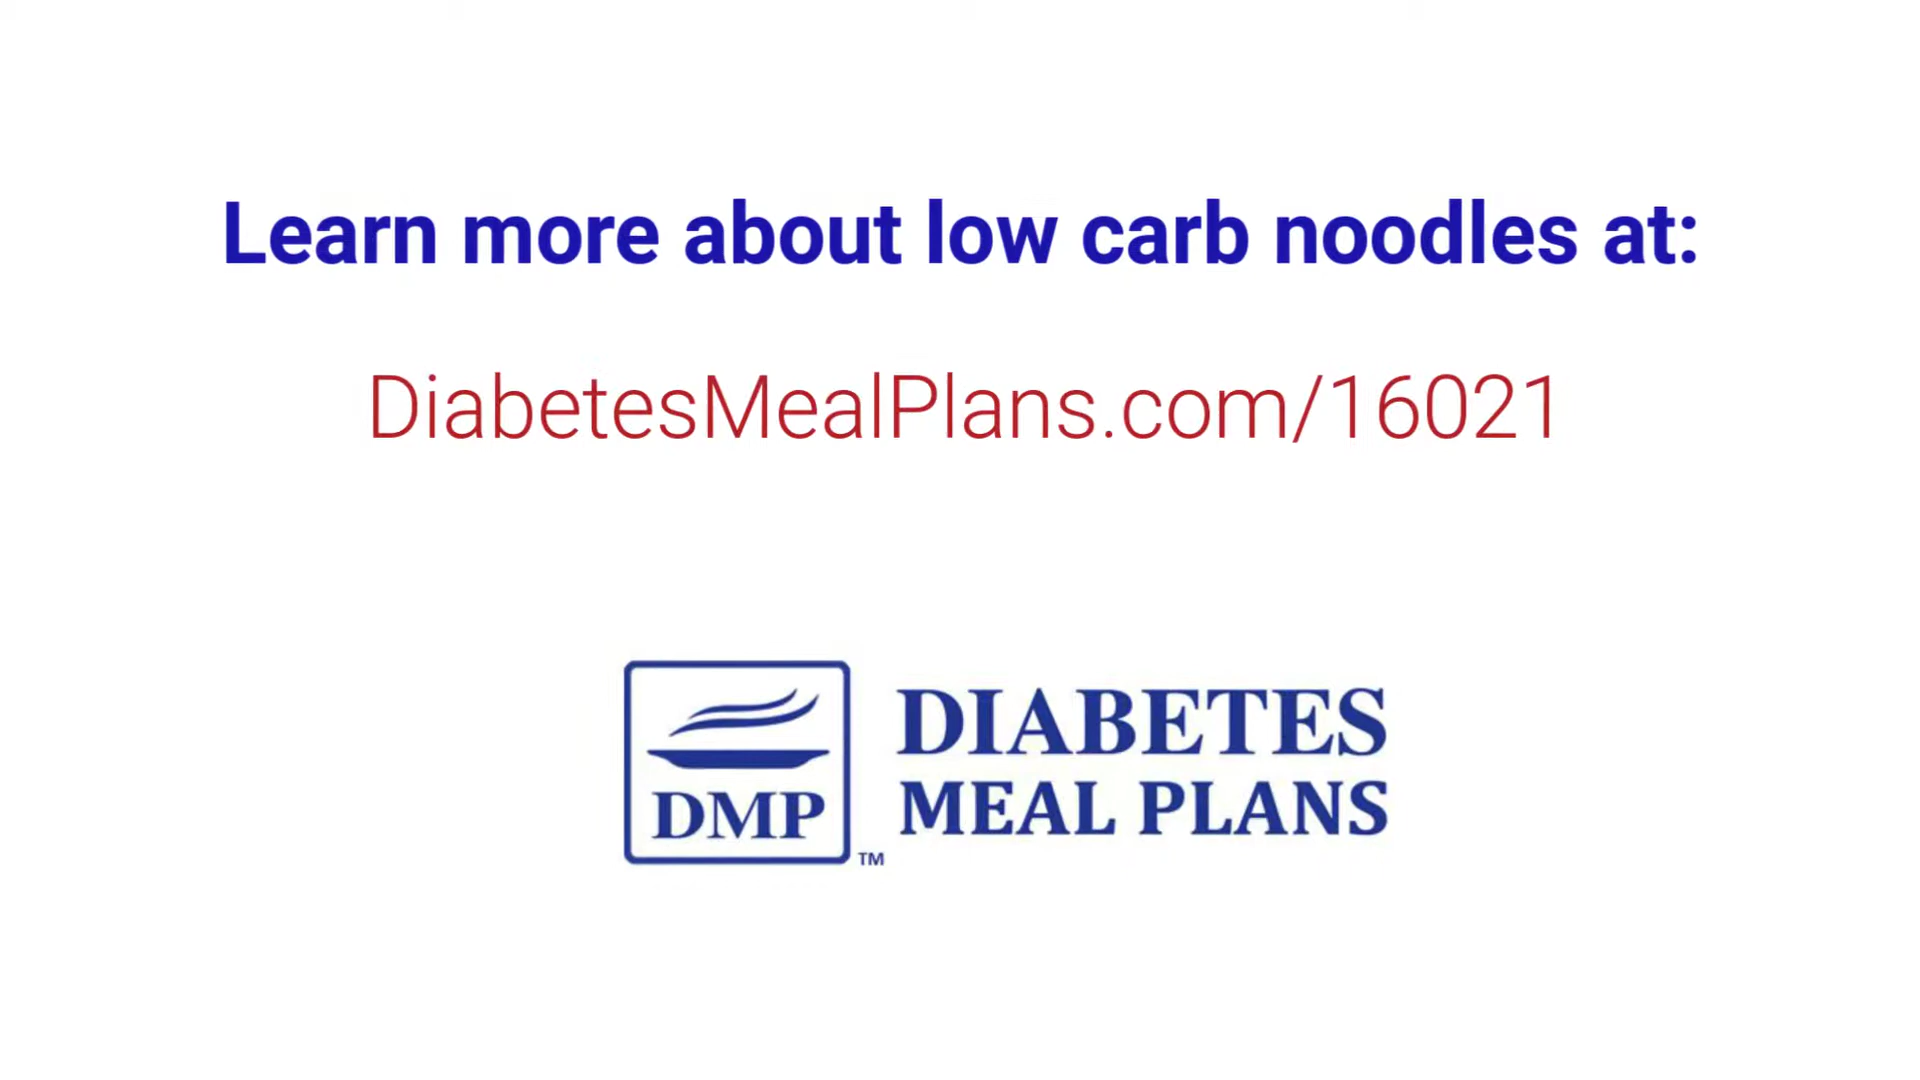 Learn more about low carb noodles at:
DiabetesMealPlans.com/16021
DIABETES
MEAL PLANS
DMP
TM